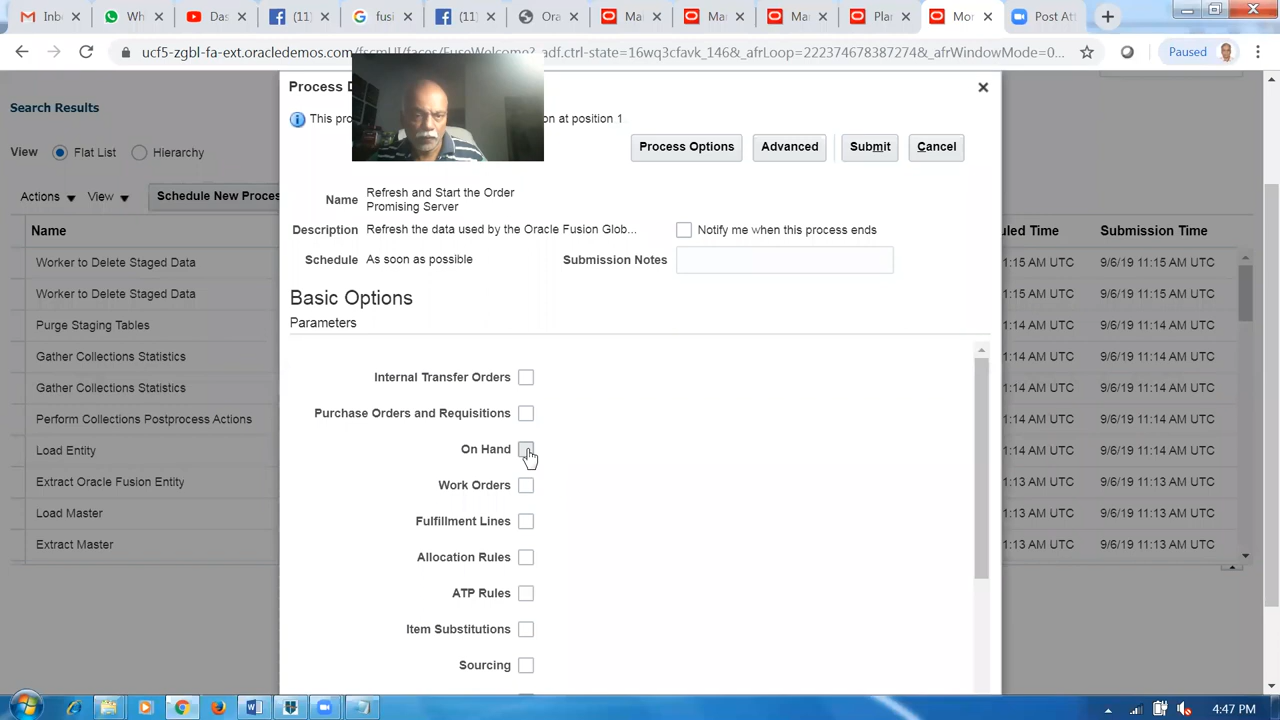 Inb
Wh
Da
(11
fusi
(11
Ore
Ma
Ma
Ma
Pla
Mor
Post Att
Paused
ucf5-zgbl-fa-ext.oracledemos.com/fscmUI/faces/FuseWelcome?_adf.ctrl-state=16wq3cfavk_146&_afrLoop=222374678387274&_afrWindowMode=0...
Search Results
View Flat List Hierarchy
Actions View Schedule New Proces
Name
Worker to Delete Staged Data
Worker to Delete Staged Data
Purge Staging Tables
Gather Collections Statistics
Gather Collections Statistics
Perform Collections Postprocess Actions
Load Entity
Extract Oracle Fusion Entity
Load Master
Extract Master
Process D
This pro on at position 1
Process Options Advanced Submit Cancel
Name Refresh and Start the Order
Promising Server
Description Refresh the data used by the Oracle Fusion Glob... Notify me when this process ends
Schedule As soon as possible Submission Notes
Basic Options
Parameters
Internal Transfer Orders
Purchase Orders and Requisitions
On Hand
Work Orders
Fulfillment Lines
Allocation Rules
ATP Rules
Item Substitutions
Sourcing
uled Time Submission Time
1:15 AM UTC 9/6/19 11:15 AM UTC
1:15 AM UTC 9/6/19 11:15 AM UTC
1:14 AM UTC 9/6/19 11:14 AM UTC
1:14 AM UTC 9/6/19 11:14 AM UTC
1:14 AM UTC 9/6/19 11:14 AM UTC
1:14 AM UTC 9/6/19 11:14 AM UTC
1:13 AM UTC 9/6/19 11:13 AM UTC
1:13 AM UTC 9/6/19 11:13 AM UTC
1:13 AM UTC 9/6/19 11:13 AM UTC
1:13 AM UTC 9/6/19 11:13 AM UTC
4:47 PM